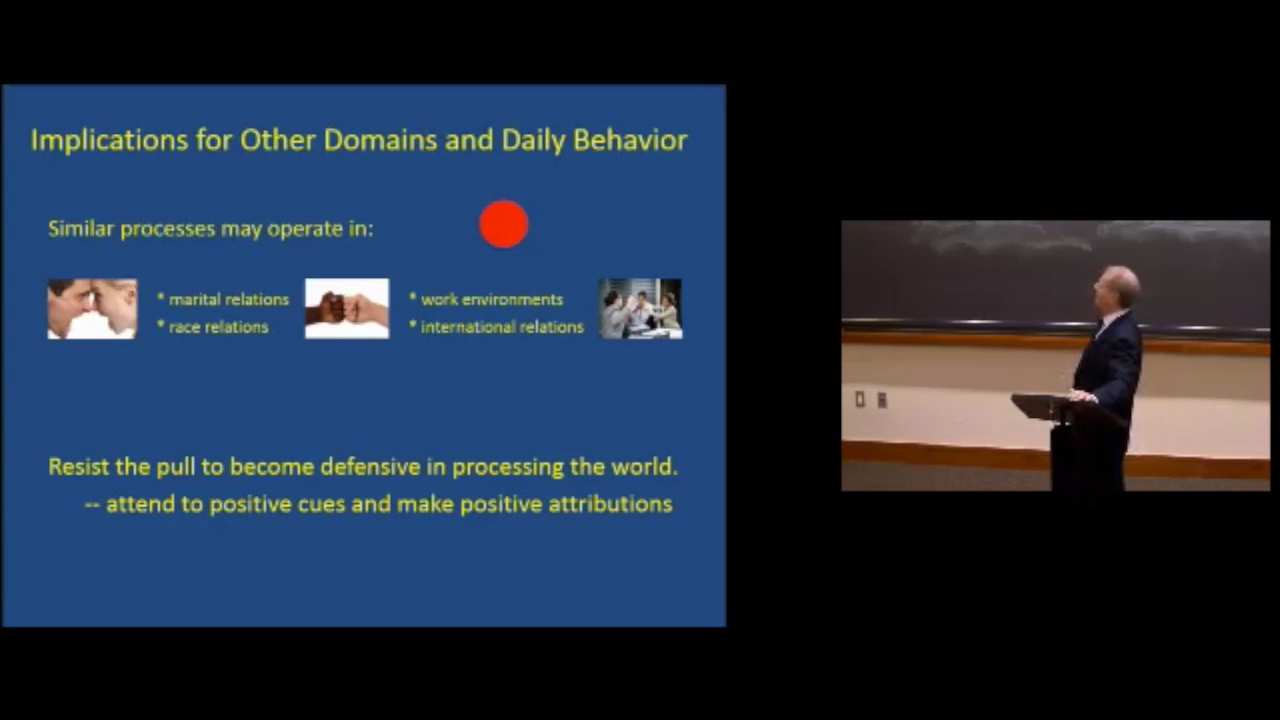 Implications for Other Domains and Daily Behavior
Similar processes may operate in:
* marital relations
* race relations
* work environments
* international relations
Resist the pull to become defensive in processing the world.
-- attend to positive cues and make positive attributions